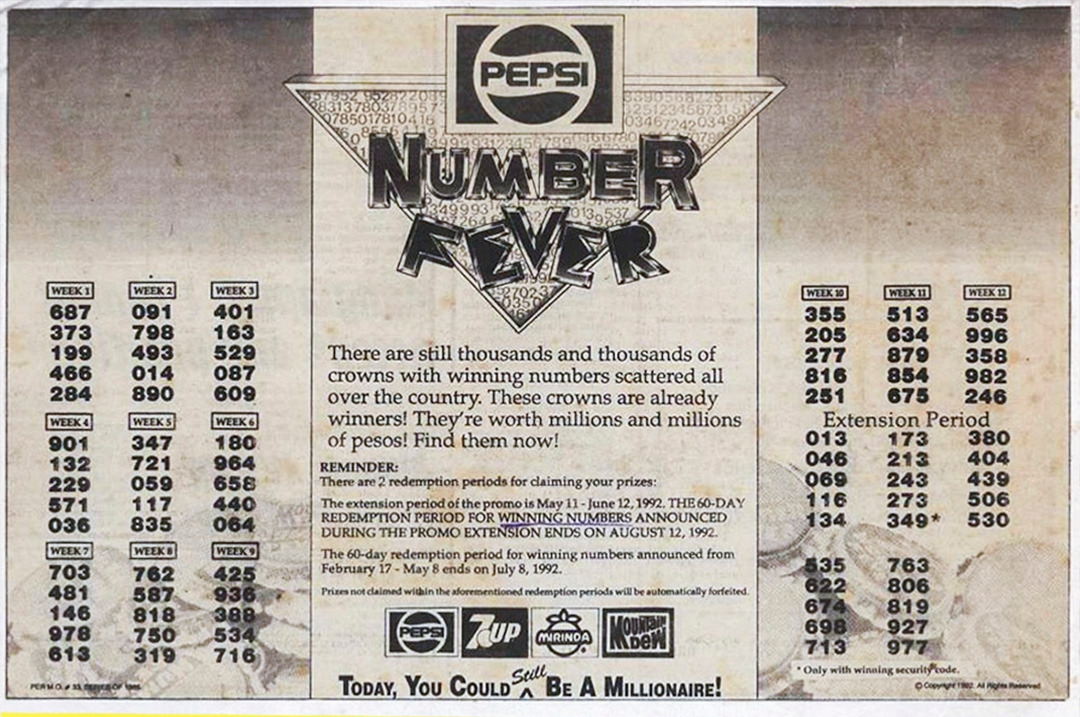 PEPSI
NUMBER
FEVER
WEEK 1 WEEK 2 WEEK 3
687 091 401
373 798 163
199 493 529
466 014 087
284 890 609
WEEK 4 WEEK 5 WEEK 6
901 347 180
132 721 964
229 059 658
571 117 440
036 835 064
WEEK 7 WEEK 8 WEEK 9
703 762 425
481 587 936
146 818 388
978 750 534
613 319 716
There are still thousands and thousands of
crowns with winning numbers scattered all
over the country. These crowns are already
winners! They're worth millions and millions
of pesos! Find them now!
REMINDER:
There are 2 redemption periods for claiming your prizes:
The extension period of the promo is May 11 - June 12, 1992. THE 60-DAY
REDEMPTION PERIOD FOR WINNING NUMBERS ANNOUNCED
DURING THE PROMO EXTENSION ENDS ON AUGUST 12, 1992.
The 60-day redemption period for winning numbers announced from
February 17 - May 8 ends on July 8, 1992.
Prizes not claimed within the aforementioned redemption periods will be automatically forfeited.
PEPSI 7UP MIRINDA MOUNTAIN DEW
TODAY, YOU COULD Still BE A MILLIONAIRE!
WEEK 10 WEEK 11 WEEK 12
355 513 565
205 634 996
277 879 358
816 854 982
251 675 246
Extension Period
013 173 380
046 213 404
069 243 439
116 273 506
134 349* 530
535 763
622 806
674 819
698 927
713 977
* Only with winning security code.
© Copyright 1992. All Rights Reserved